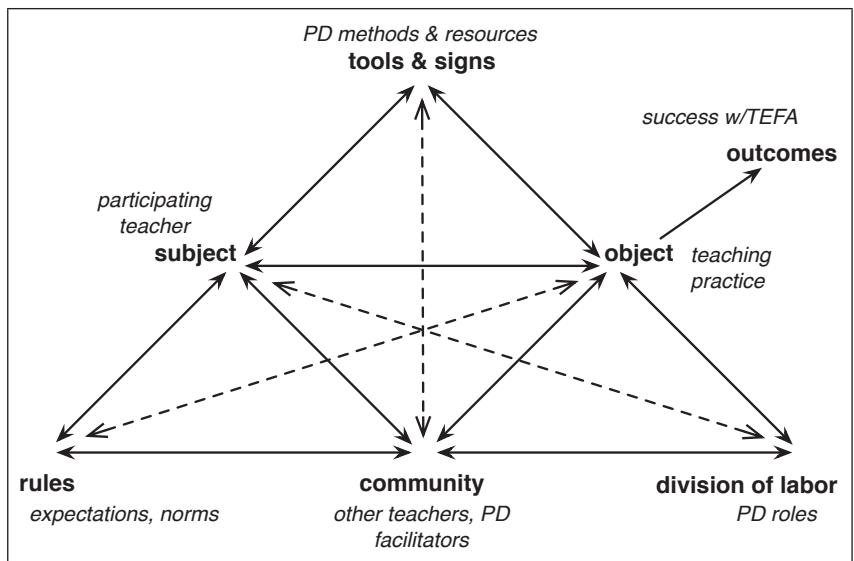 PD methods & resources
tools & signs
success w/TEFA
outcomes
participating
teacher
subject
object
teaching
practice
rules
expectations, norms
community
other teachers, PD
facilitators
division of labor
PD roles